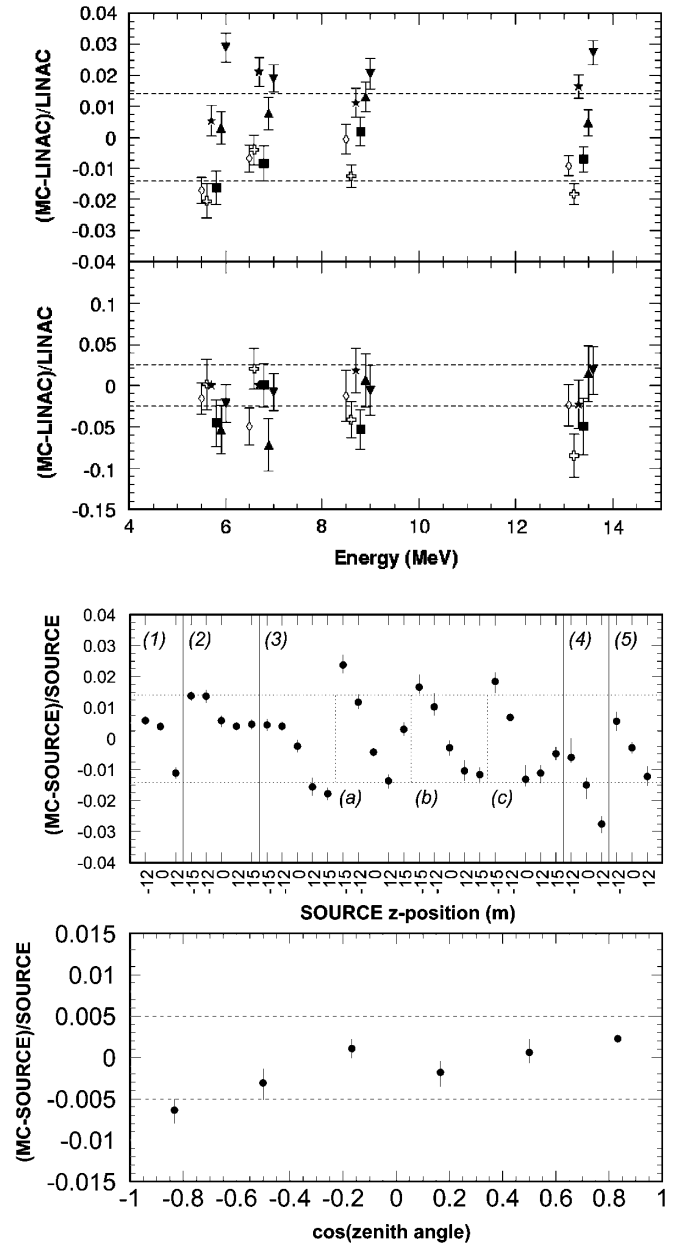 0.04
0.03
0.02
0.01
0
-0.01
-0.02
-0.03
-0.04
(MC-LINAC)/LINAC
0.1
0.05
0
-0.05
-0.1
-0.15
(MC-LINAC)/LINAC
4 6 8 10 12 14
Energy (MeV)
0.04
0.03
0.02
0.01
0
-0.01
-0.02
-0.03
-0.04
(MC-SOURCE)/SOURCE
(1) (2) (3) (4) (5)
(a) (b) (c)
-12 0 12 -15 -12 0 12 15 -15 -12 0 12 15 -15 -12 0 12 15 -15 -12 0 12 15 -15 -12 0 12 15 -12 0 12 -12 0 12
SOURCE z-position (m)
0.015
0.01
0.005
0
-0.005
-0.01
-0.015
(MC-SOURCE)/SOURCE
-1 -0.8 -0.6 -0.4 -0.2 0 0.2 0.4 0.6 0.8 1
cos(zenith angle)